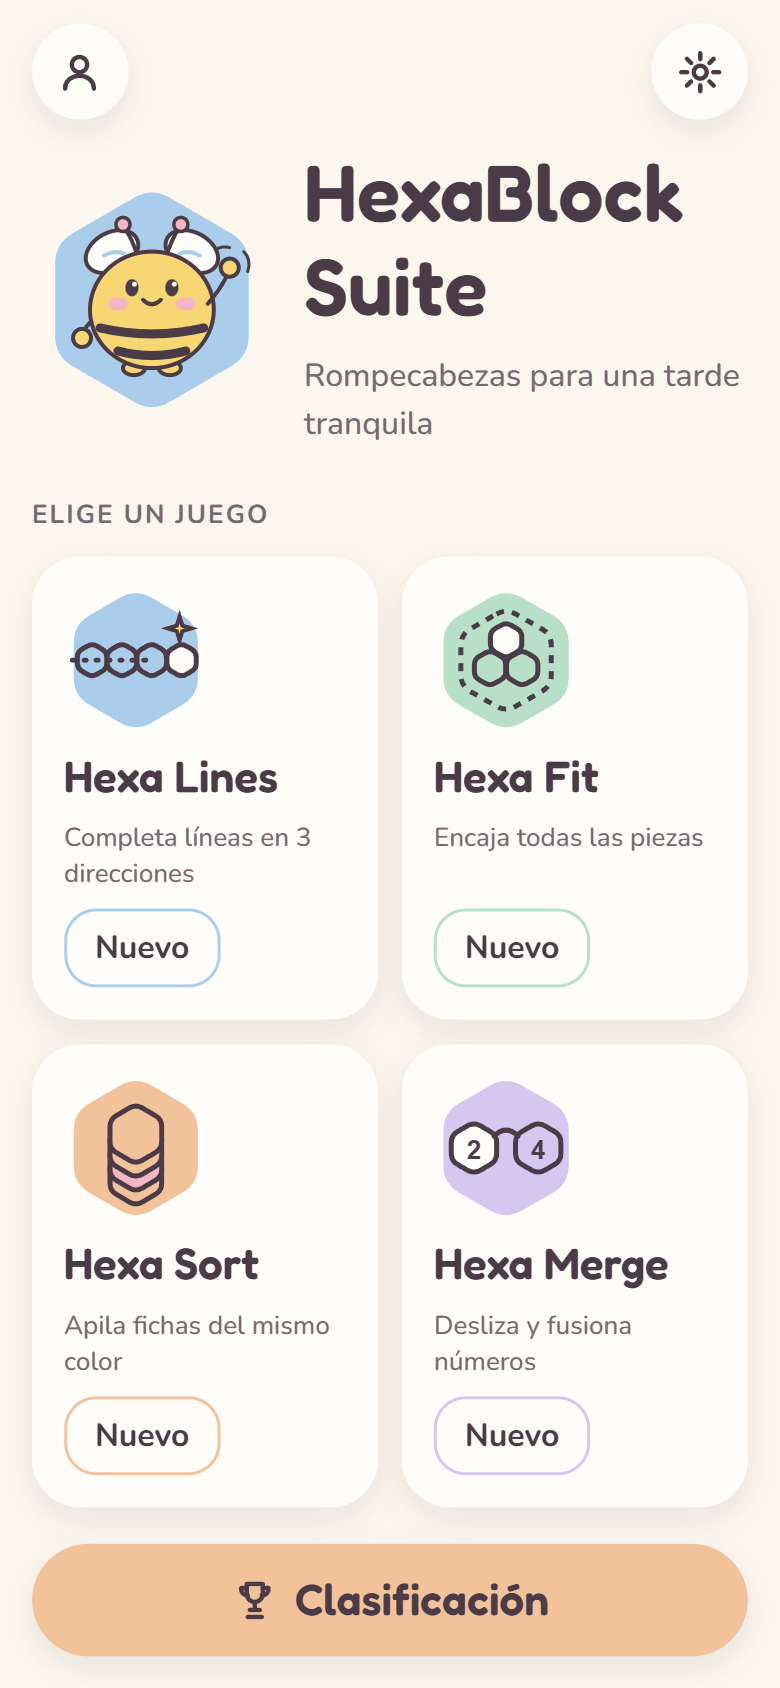 HexaBlock
Suite
Rompecabezas para una tarde
tranquila
ELIGE UN JUEGO
Hexa Lines
Completa líneas en 3
direcciones
Nuevo
Hexa Fit
Encaja todas las piezas
Nuevo
Hexa Sort
Apila fichas del mismo
color
Nuevo
2 4
Hexa Merge
Desliza y fusiona
números
Nuevo
Clasificación